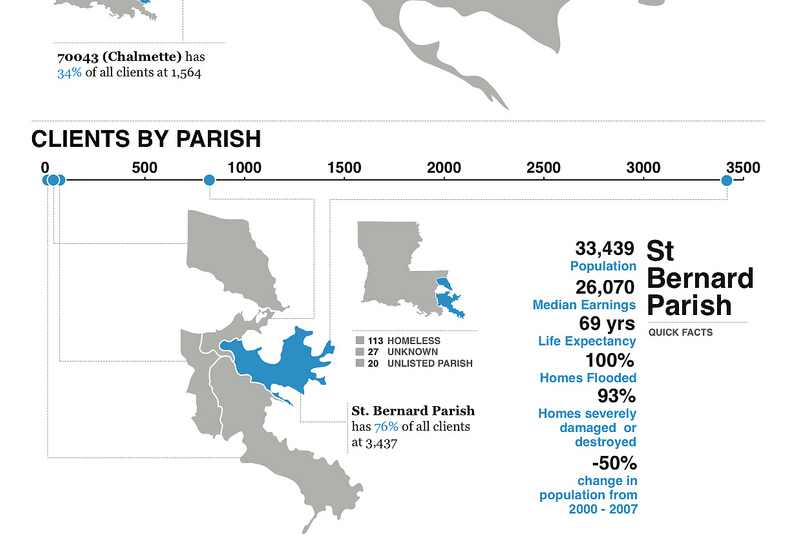 70043 (Chalmette) has
34% of all clients at 1,564
CLIENTS BY PARISH
0 500 1000 1500 2000 2500 3000 3500
113 HOMELESS
27 UNKNOWN
20 UNLISTED PARISH
St. Bernard Parish
has 76% of all clients
at 3,437
33,439
Population
26,070
Median Earnings
69 yrs
Life Expectancy
100%
Homes Flooded
93%
Homes severely
damaged or
destroyed
-50%
change in
population from
2000 - 2007
St
Bernard
Parish
QUICK FACTS